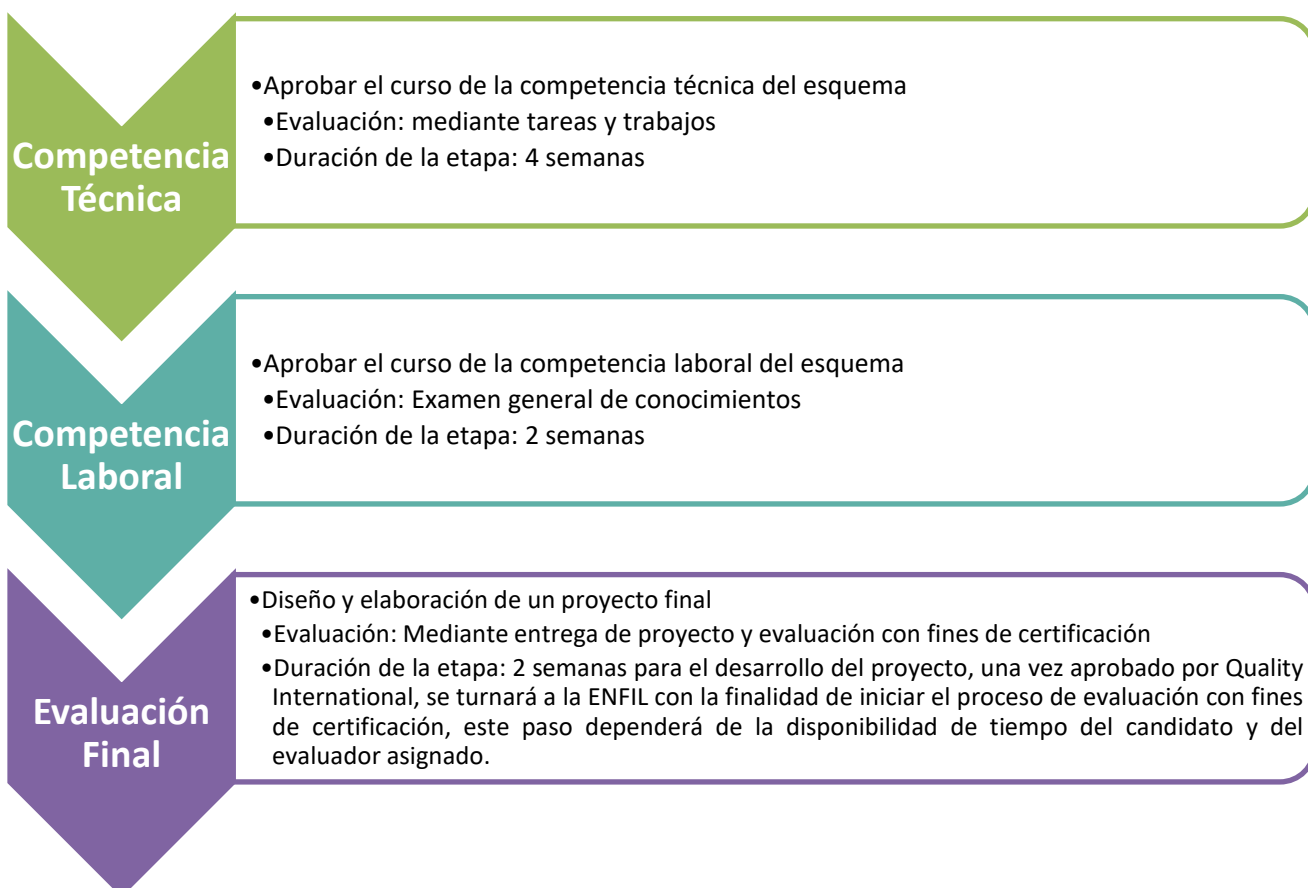 Competencia
Técnica
•Aprobar el curso de la competencia técnica del esquema
•Evaluación: mediante tareas y trabajos
•Duración de la etapa: 4 semanas
Competencia
Laboral
•Aprobar el curso de la competencia laboral del esquema
•Evaluación: Examen general de conocimientos
•Duración de la etapa: 2 semanas
Evaluación
Final
•Diseño y elaboración de un proyecto final
•Evaluación: Mediante entrega de proyecto y evaluación con fines de certificación
•Duración de la etapa: 2 semanas para el desarrollo del proyecto, una vez aprobado por Quality
International, se turnará a la ENFIL con la finalidad de iniciar el proceso de evaluación con fines
de certificación, este paso dependerá de la disponibilidad de tiempo del candidato y del
evaluador asignado.